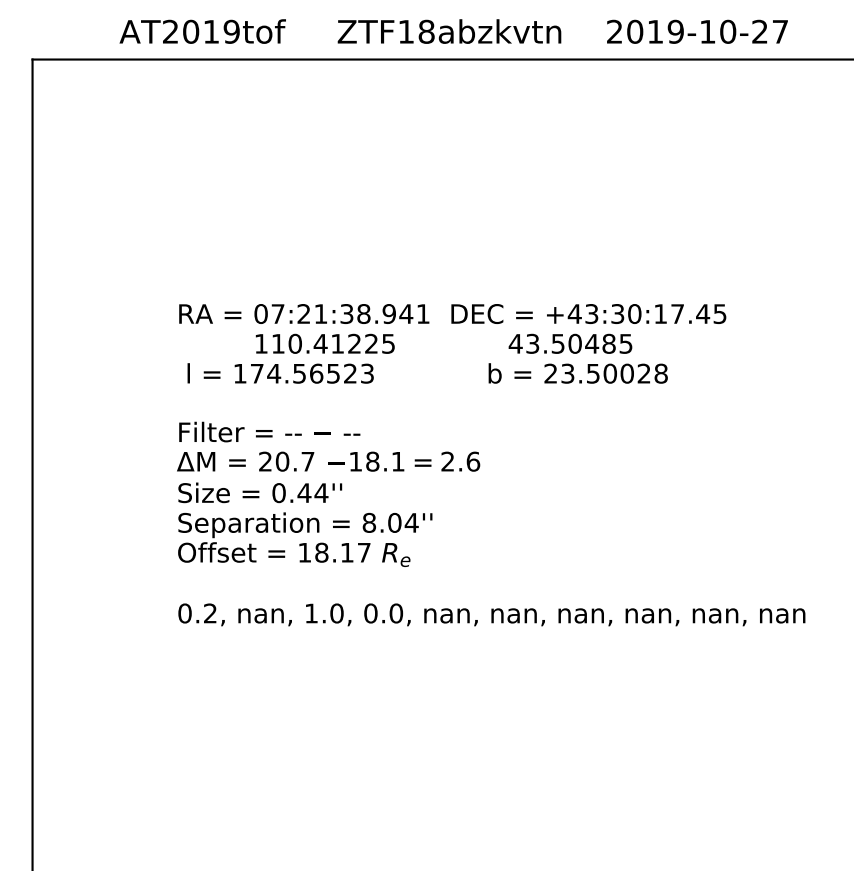 AT2019tof ZTF18abzkvtn 2019-10-27
RA = 07:21:38.941 DEC = +43:30:17.45
110.41225 43.50485
l = 174.56523 b = 23.50028
Filter = -- − --
ΔM = 20.7 −18.1 = 2.6
Size = 0.44''
Separation = 8.04''
Offset = 18.17 Rₑ
0.2, nan, 1.0, 0.0, nan, nan, nan, nan, nan, nan